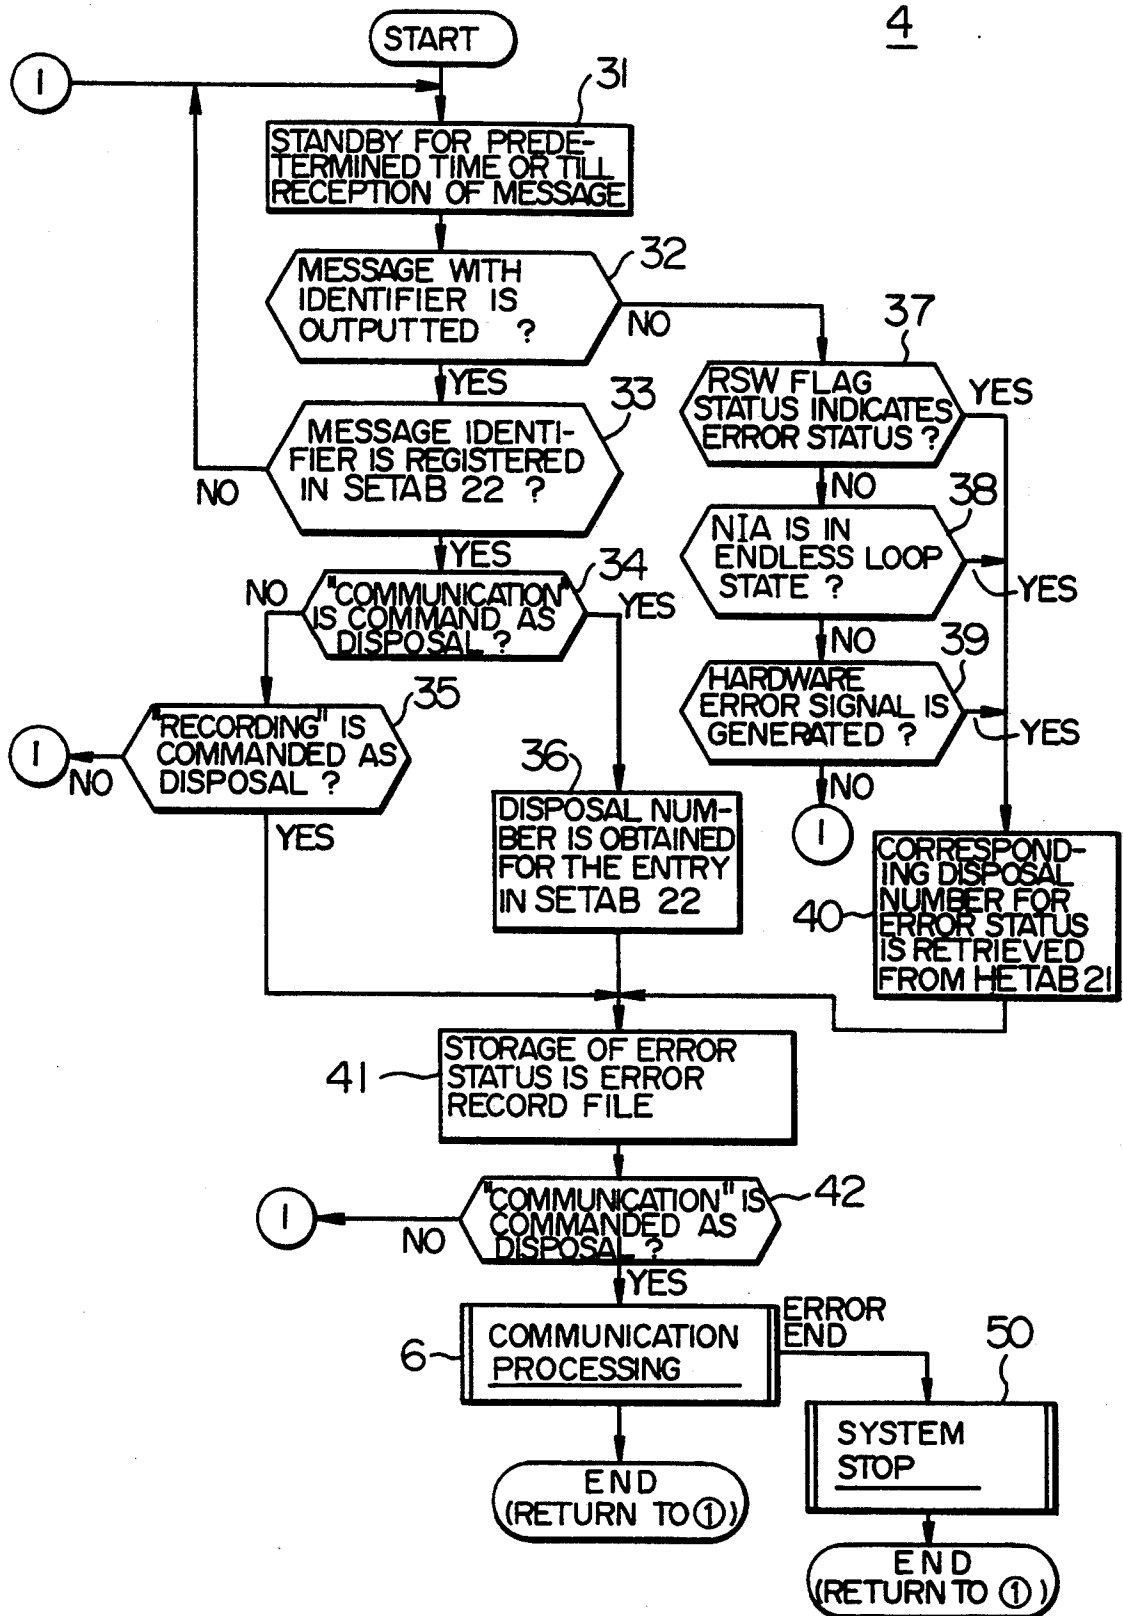 4
START
1
31
STANDBY FOR PREDE-
TERMINED TIME OR TILL
RECEPTION OF MESSAGE
32
MESSAGE WITH
IDENTIFIER IS
OUTPUTTED ?
NO
YES
37
RSW FLAG
STATUS INDICATES
ERROR STATUS ?
YES
NO
33
MESSAGE IDENTI-
FIER IS REGISTERED
IN SETAB 22 ?
NO
YES
38
NIA IS IN
ENDLESS LOOP
STATE ?
YES
NO
34
"COMMUNICATION"
IS COMMAND AS
DISPOSAL ?
NO
YES
39
HARDWARE
ERROR SIGNAL IS
GENERATED ?
YES
NO
1
35
"RECORDING" IS
COMMANDED AS
DISPOSAL ?
1
NO
YES
36
DISPOSAL NUM-
BER IS OBTAINED
FOR THE ENTRY
IN SETAB 22
40
CORRESPOND-
ING DISPOSAL
NUMBER FOR
ERROR STATUS
IS RETRIEVED
FROM HETAB 21
41
STORAGE OF ERROR
STATUS IS ERROR
RECORD FILE
42
"COMMUNICATION" IS
COMMANDED AS
DISPOSAL ?
1
NO
YES
6
COMMUNICATION
PROCESSING
ERROR
END
50
SYSTEM
STOP
END
(RETURN TO ①)
END
(RETURN TO ①)